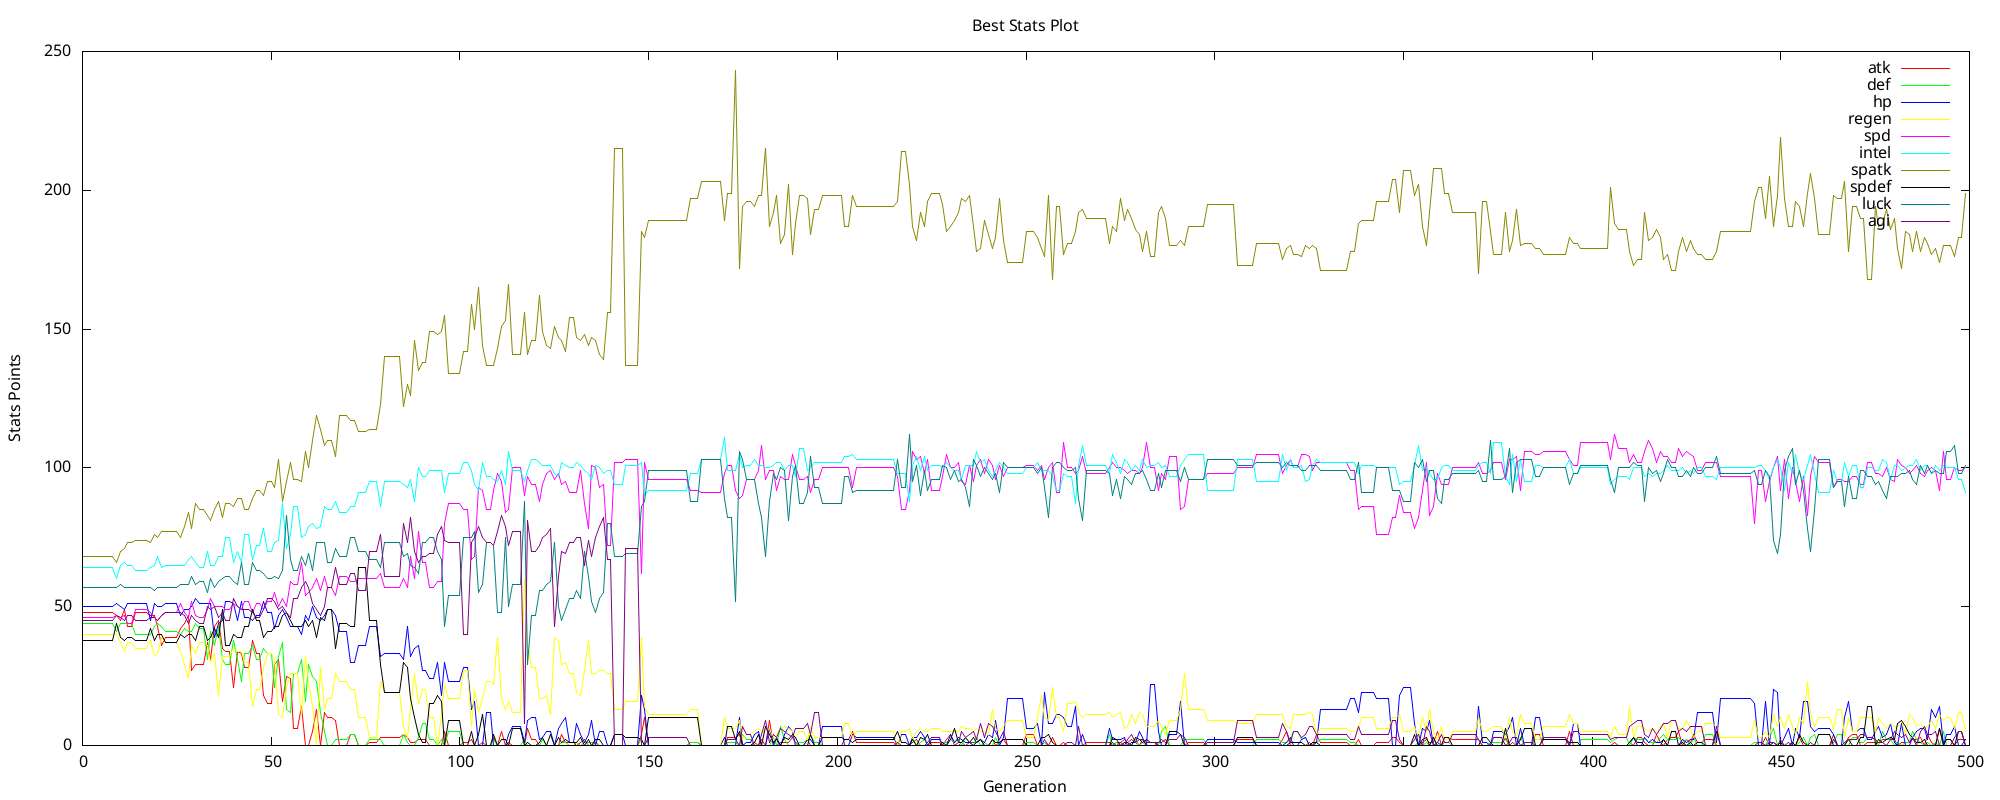 Best Stats Plot
250
200
150
100
50
0
Stats Points
atk
def
hp
regen
spd
intel
spatk
spdef
luck
agi
0 50 100 150 200 250 300 350 400 450 500
Generation